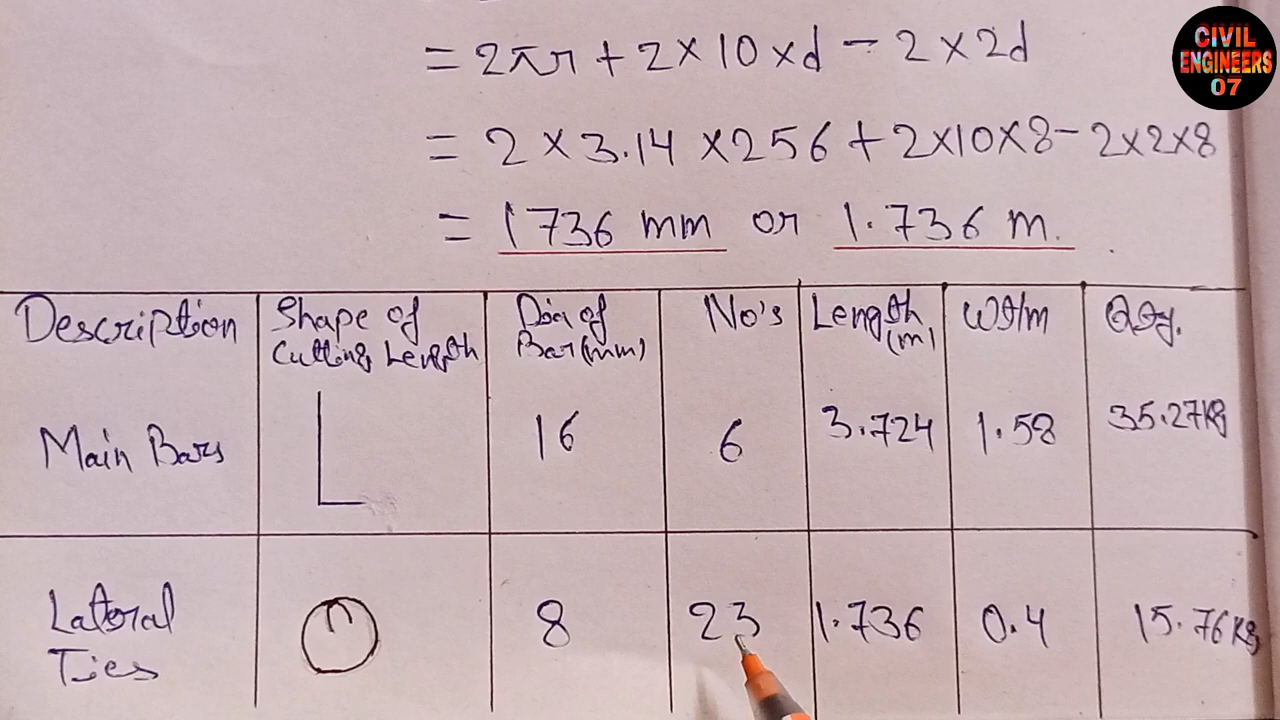 CIVIL
ENGINEERS
07
= 2πr + 2×10×d - 2×2d
= 2×3.14×256 + 2×10×8 - 2×2×8
= 1736 mm or 1.736 m.
Description Shape of Cutting Length Dia of Bar(mm) No's Length (m) Wt/m Qty.
Main Bars 16 6 3.724 1.58 35.27Kg
Lateral Ties 8 23 1.736 0.4 15.76Kg